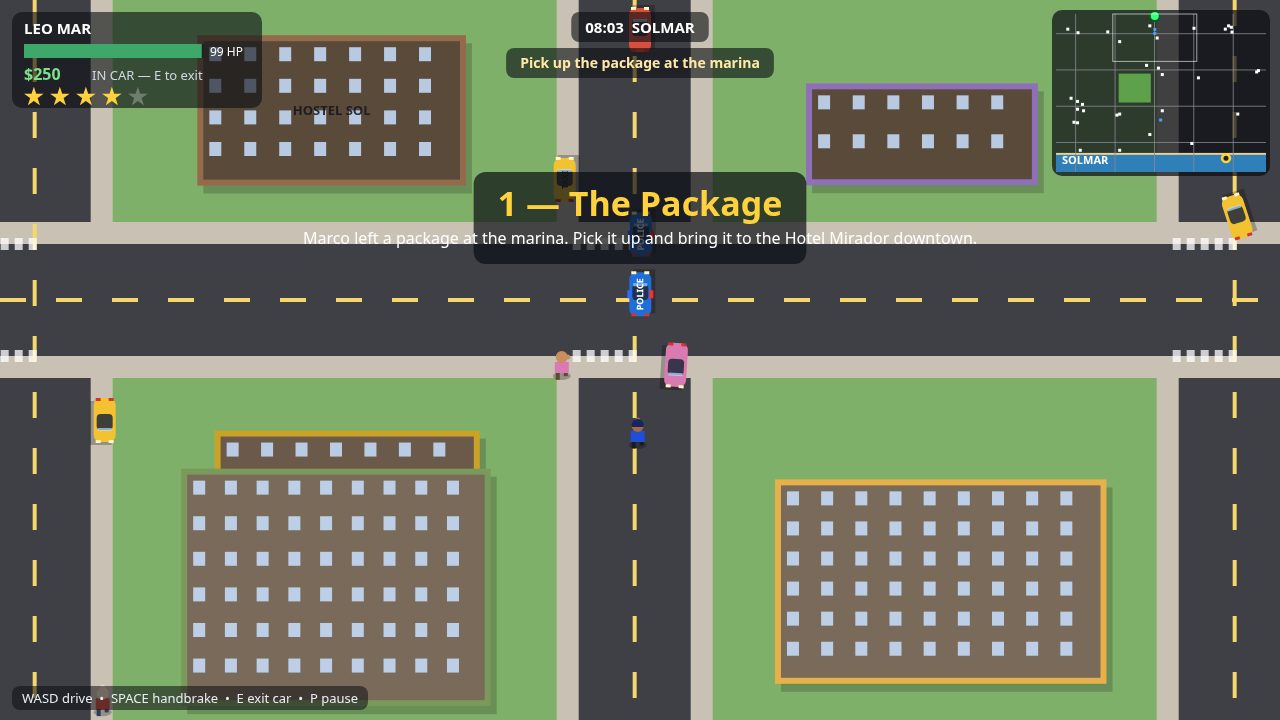 LEO MAR
99 HP
$250
IN CAR — E to exit
08:03 SOLMAR
Pick up the package at the marina
SOLMAR
HOSTEL SOL
1 — The Package
Marco left a package at the marina. Pick it up and bring it to the Hotel Mirador downtown.
POLICE
POLICE
WASD drive • SPACE handbrake • E exit car • P pause